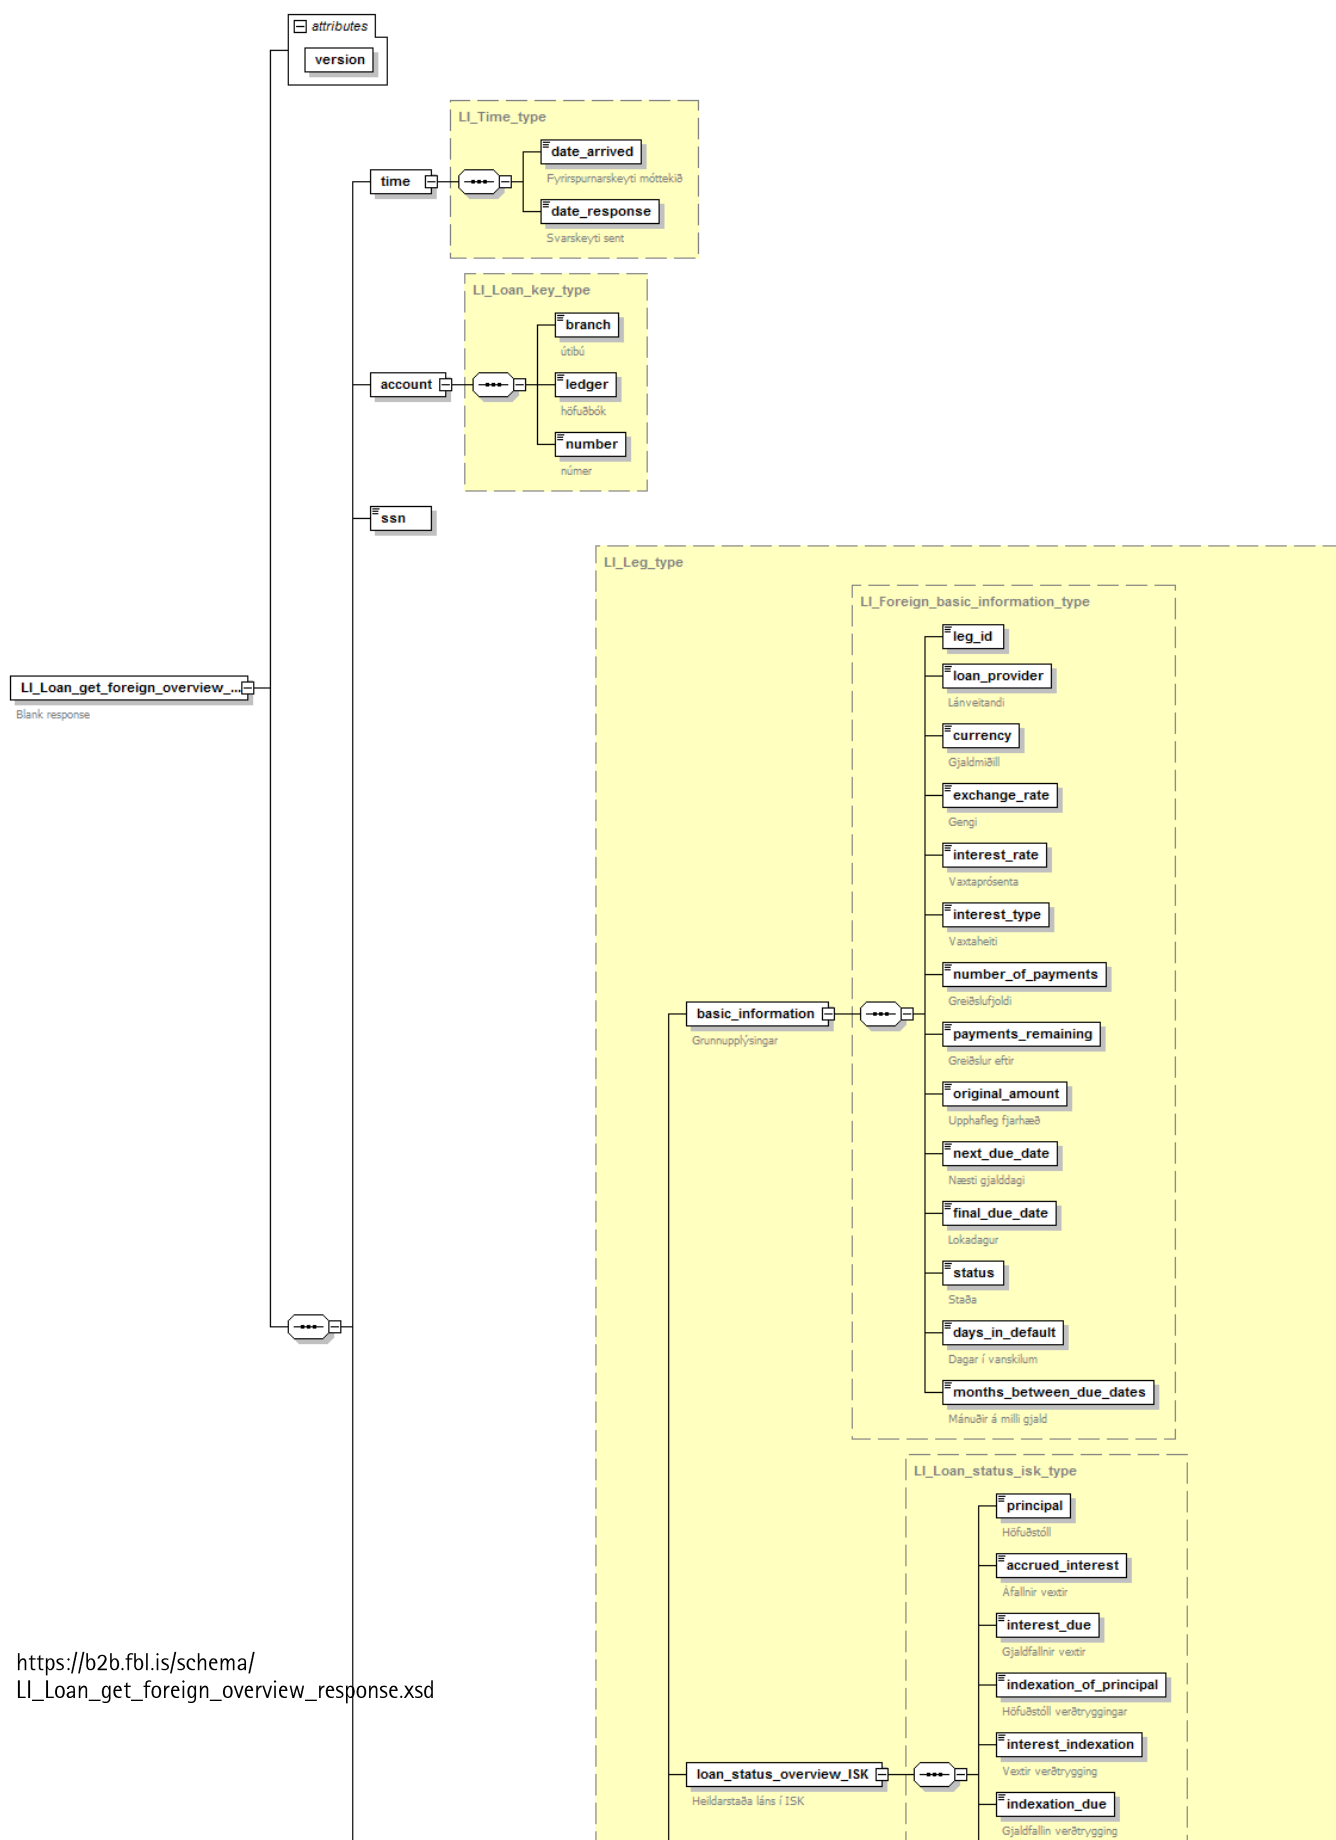 attributes
version
LI_Time_type
date_arrived
Fyrirspurnarskeyti móttekið
time
date_response
Svarskeyti sent
LI_Loan_key_type
branch
útibú
account
ledger
höfuðbók
number
númer
ssn
LI_Leg_type
LI_Foreign_basic_information_type
leg_id
loan_provider
Lánveitandi
LI_Loan_get_foreign_overview_...
Blank response
currency
Gjaldmiðill
exchange_rate
Gengi
interest_rate
Vaxtaprósenta
interest_type
Vaxtaheiti
number_of_payments
Greiðslufjoldi
basic_information
Grunnupplýsingar
payments_remaining
Greiðslur eftir
original_amount
Upphafleg fjarhæð
next_due_date
Næsti gjalddagi
final_due_date
Lokadagur
status
Staða
days_in_default
Dagar í vanskilum
months_between_due_dates
Mánuðir á milli gjald
LI_Loan_status_isk_type
principal
Höfuðstóll
accrued_interest
Áfallnir vextir
interest_due
Gjaldfallnir vextir
https://b2b.fbl.is/schema/
LI_Loan_get_foreign_overview_response.xsd
indexation_of_principal
Höfuðstóll verðtryggingar
interest_indexation
Vextir verðtrygging
loan_status_overview_ISK
Heildarstaða láns í ISK
indexation_due
Gjaldfallin verðtrygging